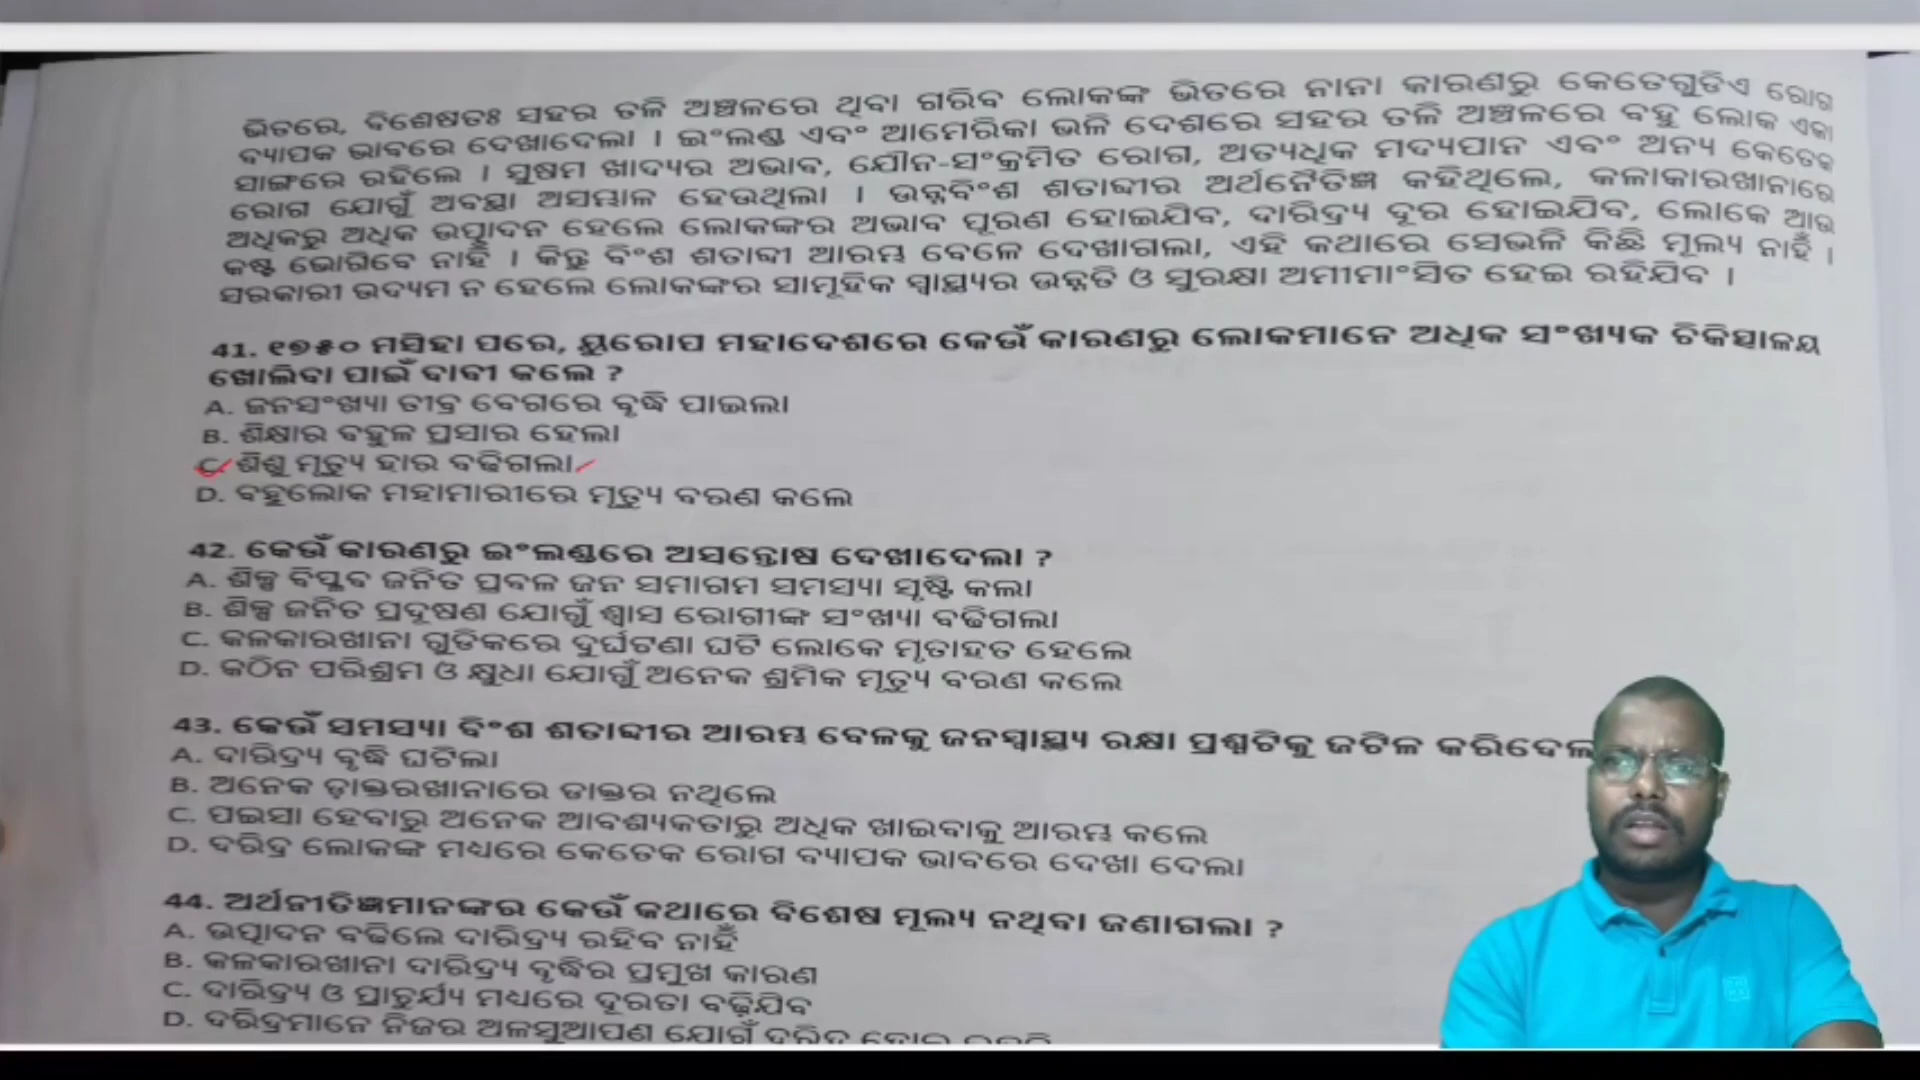 ଭିତରେ, ବିଶେଷତଃ ସହର ତଳି ଅଞ୍ଚଳରେ ଥିବା ଗରିବ ଲୋକଙ୍କ ଭିତରେ ନାନା କାରଣରୁ କେତେଗୁଡିଏ ରୋଗ
ବ୍ୟାପକ ଭାବରେ ଦେଖାଦେଲା । ଇଂଲଣ୍ଡ ଏବଂ ଆମେରିକା ଭଳି ଦେଶରେ ସହର ତଳି ଅଞ୍ଚଳରେ ବହୁ ଲୋକ ଏକା
ସାଙ୍ଗରେ ରହିଲେ । ସୁଷମ ଖାଦ୍ୟର ଅଭାବ, ଯୌନ-ସଂକ୍ରମିତ ରୋଗ, ଅତ୍ୟଧିକ ମଦ୍ୟପାନ ଏବଂ ଅନ୍ୟ କେତେକ
ରୋଗ ଯୋଗୁଁ ଅବସ୍ଥା ଅସମ୍ଭାଳ ହେଉଥିଲା । ଉନ୍ନବିଂଶ ଶତାବ୍ଦୀର ଅର୍ଥନୈତିଜ୍ଞ କହିଥିଲେ, କଳାକାରଖାନାରେ
ଅଧିକରୁ ଅଧିକ ଉତ୍ପାଦନ ହେଲେ ଲୋକଙ୍କର ଅଭାବ ପୂରଣ ହୋଇଯିବ, ଦାରିଦ୍ର୍ୟ ଦୂର ହୋଇଯିବ, ଲୋକେ ଆଉ
କଷ୍ଟ ଭୋଗିବେ ନାହିଁ । କିନ୍ତୁ ବିଂଶ ଶତାବ୍ଦୀ ଆରମ୍ଭ ବେଳେ ଦେଖାଗଲା, ଏହି କଥାରେ ସେଭଳି କିଛି ମୂଲ୍ୟ ନାହିଁ ।
ସରକାରୀ ଉଦ୍ୟମ ନ ହେଲେ ଲୋକଙ୍କର ସାମୂହିକ ସ୍ୱାସ୍ଥ୍ୟର ଉନ୍ନତି ଓ ସୁରକ୍ଷା ଅମୀମାଂସିତ ହେଇ ରହିଯିବ ।
41. ୧୭୫୦ ମସିହା ପରେ, ୟୁରୋପ ମହାଦେଶରେ କେଉଁ କାରଣରୁ ଲୋକମାନେ ଅଧିକ ସଂଖ୍ୟକ ଚିକିତ୍ସାଳୟ
ଖୋଲିବା ପାଇଁ ଦାବୀ କଲେ ?
A. ଜନସଂଖ୍ୟା ତୀବ୍ର ବେଗରେ ବୃଦ୍ଧି ପାଇଲା
B. ଶିକ୍ଷାର ବହୁଳ ପ୍ରସାର ହେଲା
C. ଶିଶୁ ମୃତ୍ୟୁ ହାର ବଢିଗଲା
D. ବହୁଲୋକ ମହାମାରୀରେ ମୃତ୍ୟୁ ବରଣ କଲେ
42. କେଉଁ କାରଣରୁ ଇଂଲଣ୍ଡରେ ଅସନ୍ତୋଷ ଦେଖାଦେଲା ?
A. ଶିଳ୍ପ ବିପ୍ଳବ ଜନିତ ପ୍ରବଳ ଜନ ସମାଗମ ସମସ୍ୟା ସୃଷ୍ଟି କଲା
B. ଶିଳ୍ପ ଜନିତ ପ୍ରଦୂଷଣ ଯୋଗୁଁ ଶ୍ୱାସ ରୋଗୀଙ୍କ ସଂଖ୍ୟା ବଢିଗଲା
C. କଳକାରଖାନା ଗୁଡିକରେ ଦୁର୍ଘଟଣା ଘଟି ଲୋକେ ମୃତାହତ ହେଲେ
D. କଠିନ ପରିଶ୍ରମ ଓ କ୍ଷୁଧା ଯୋଗୁଁ ଅନେକ ଶ୍ରମିକ ମୃତ୍ୟୁ ବରଣ କଲେ
43. କେଉଁ ସମସ୍ୟା ବିଂଶ ଶତାବ୍ଦୀର ଆରମ୍ଭ ବେଳକୁ ଜନସ୍ୱାସ୍ଥ୍ୟ ରକ୍ଷା ପ୍ରଶ୍ନଟିକୁ ଜଟିଳ କରିଦେଲ
A. ଦାରିଦ୍ର୍ୟ ବୃଦ୍ଧି ଘଟିଲା
B. ଅନେକ ଡ଼ାକ୍ତରଖାନାରେ ଡାକ୍ତର ନଥିଲେ
C. ପଇସା ହେବାରୁ ଅନେକ ଆବଶ୍ୟକତାରୁ ଅଧିକ ଖାଇବାକୁ ଆରମ୍ଭ କଲେ
D. ଦରିଦ୍ର ଲୋକଙ୍କ ମଧ୍ୟରେ କେତେକ ରୋଗ ବ୍ୟାପକ ଭାବରେ ଦେଖା ଦେଲା
44. ଅର୍ଥନୀତିଜ୍ଞମାନଙ୍କର କେଉଁ କଥାରେ ବିଶେଷ ମୂଲ୍ୟ ନଥିବା ଜଣାଗଲା ?
A. ଉତ୍ପାଦନ ବଢିଲେ ଦାରିଦ୍ର୍ୟ ରହିବ ନାହିଁ
B. କଳକାରଖାନା ଦାରିଦ୍ର୍ୟ ବୃଦ୍ଧିର ପ୍ରମୁଖ କାରଣ
C. ଦାରିଦ୍ର୍ୟ ଓ ପ୍ରାଚୁର୍ଯ୍ୟ ମଧ୍ୟରେ ଦୂରତା ବଢ଼ିଯିବ
D. ଦରିଦ୍ରମାନେ ନିଜର ଅଳସୁଆପଣ ଯୋଗୁଁ